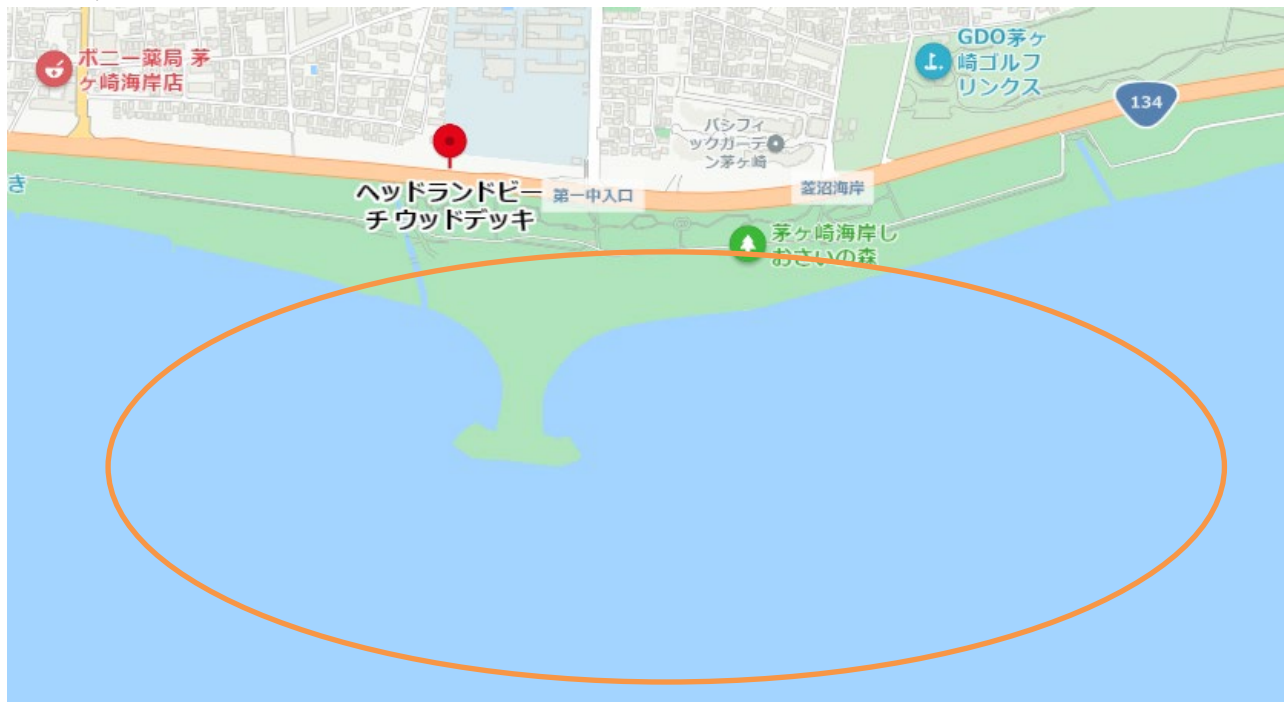 ボニー薬局 茅
ヶ崎海岸店
GDO茅ヶ
崎ゴルフ
リンクス
134
パシフィ
ックガーデ
ン茅ヶ崎
き
ヘッドランドビー
チ ウッドデッキ
第一中入口
菱沼海岸
茅ヶ崎海岸し
おさいの森